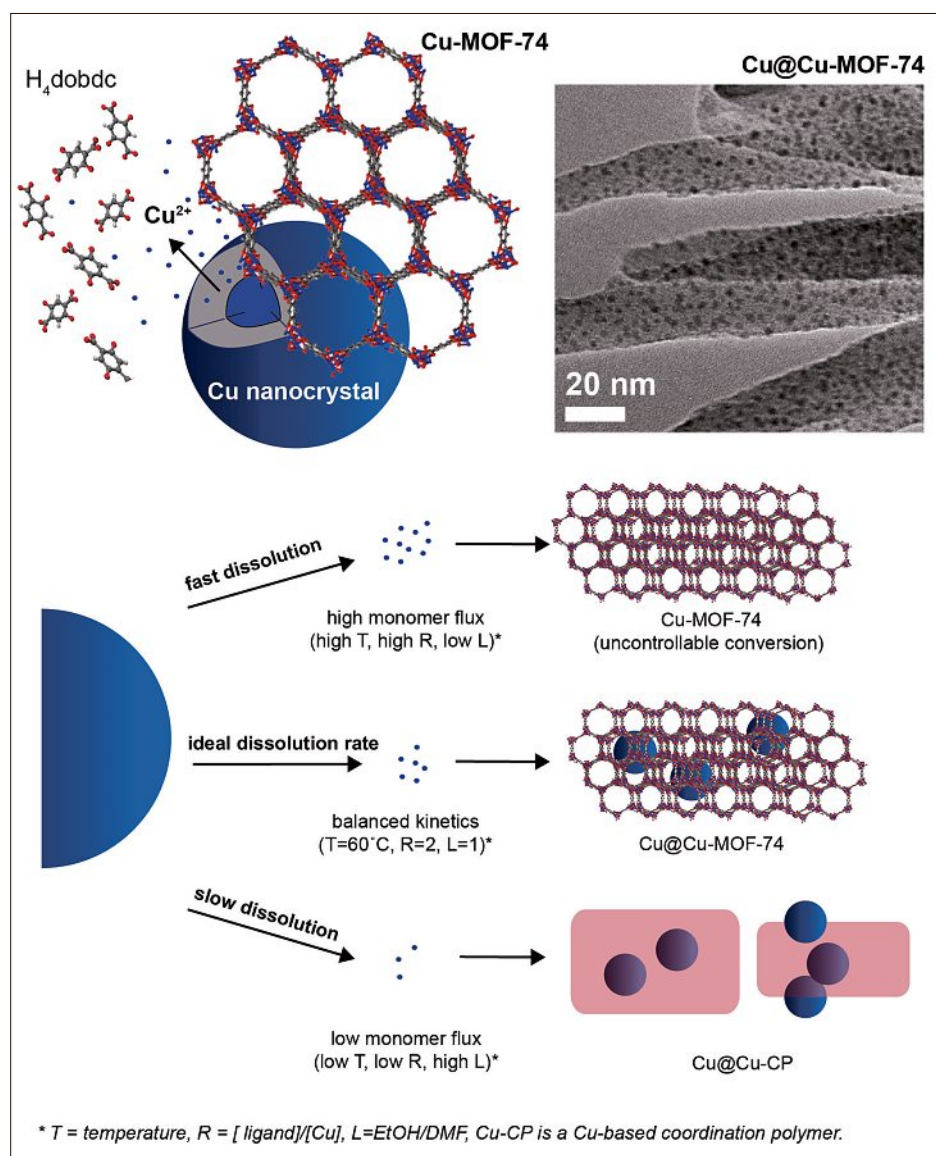 Cu-MOF-74
H₄dobdc
Cu@Cu-MOF-74
Cu²⁺
Cu nanocrystal
20 nm
fast dissolution
high monomer flux
(high T, high R, low L)*
Cu-MOF-74
(uncontrollable conversion)
ideal dissolution rate
balanced kinetics
(T=60˚C, R=2, L=1)*
Cu@Cu-MOF-74
slow dissolution
low monomer flux
(low T, low R, high L)*
Cu@Cu-CP
* T = temperature, R = [ ligand]/[Cu], L=EtOH/DMF, Cu-CP is a Cu-based coordination polymer.